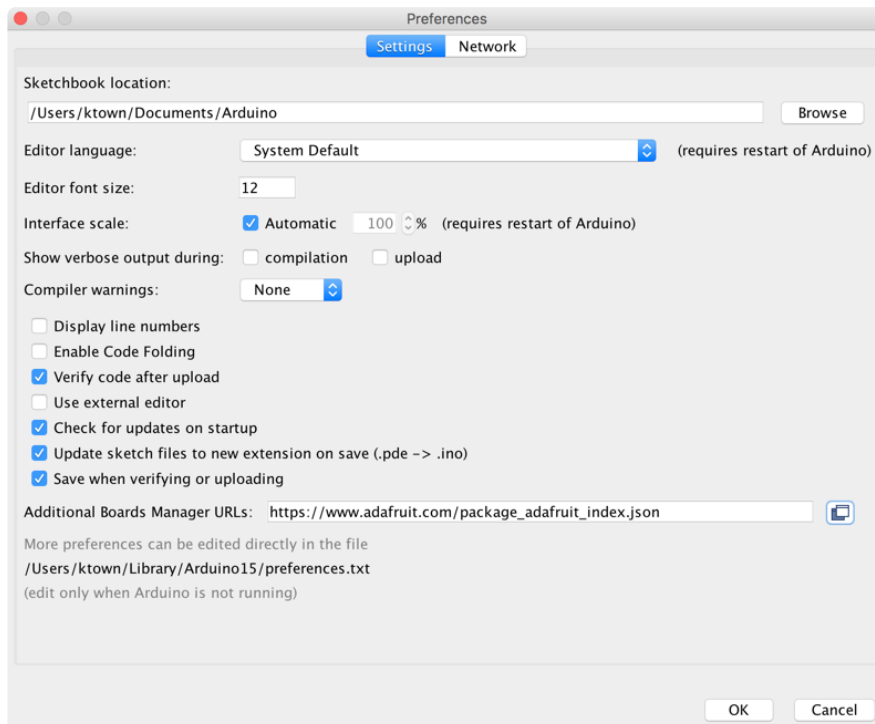 Preferences
Settings Network
Sketchbook location:
/Users/ktown/Documents/Arduino Browse
Editor language: System Default (requires restart of Arduino)
Editor font size: 12
Interface scale: Automatic 100 % (requires restart of Arduino)
Show verbose output during: compilation upload
Compiler warnings: None
Display line numbers
Enable Code Folding
Verify code after upload
Use external editor
Check for updates on startup
Update sketch files to new extension on save (.pde -> .ino)
Save when verifying or uploading
Additional Boards Manager URLs: https://www.adafruit.com/package_adafruit_index.json
More preferences can be edited directly in the file
/Users/ktown/Library/Arduino15/preferences.txt
(edit only when Arduino is not running)
OK Cancel